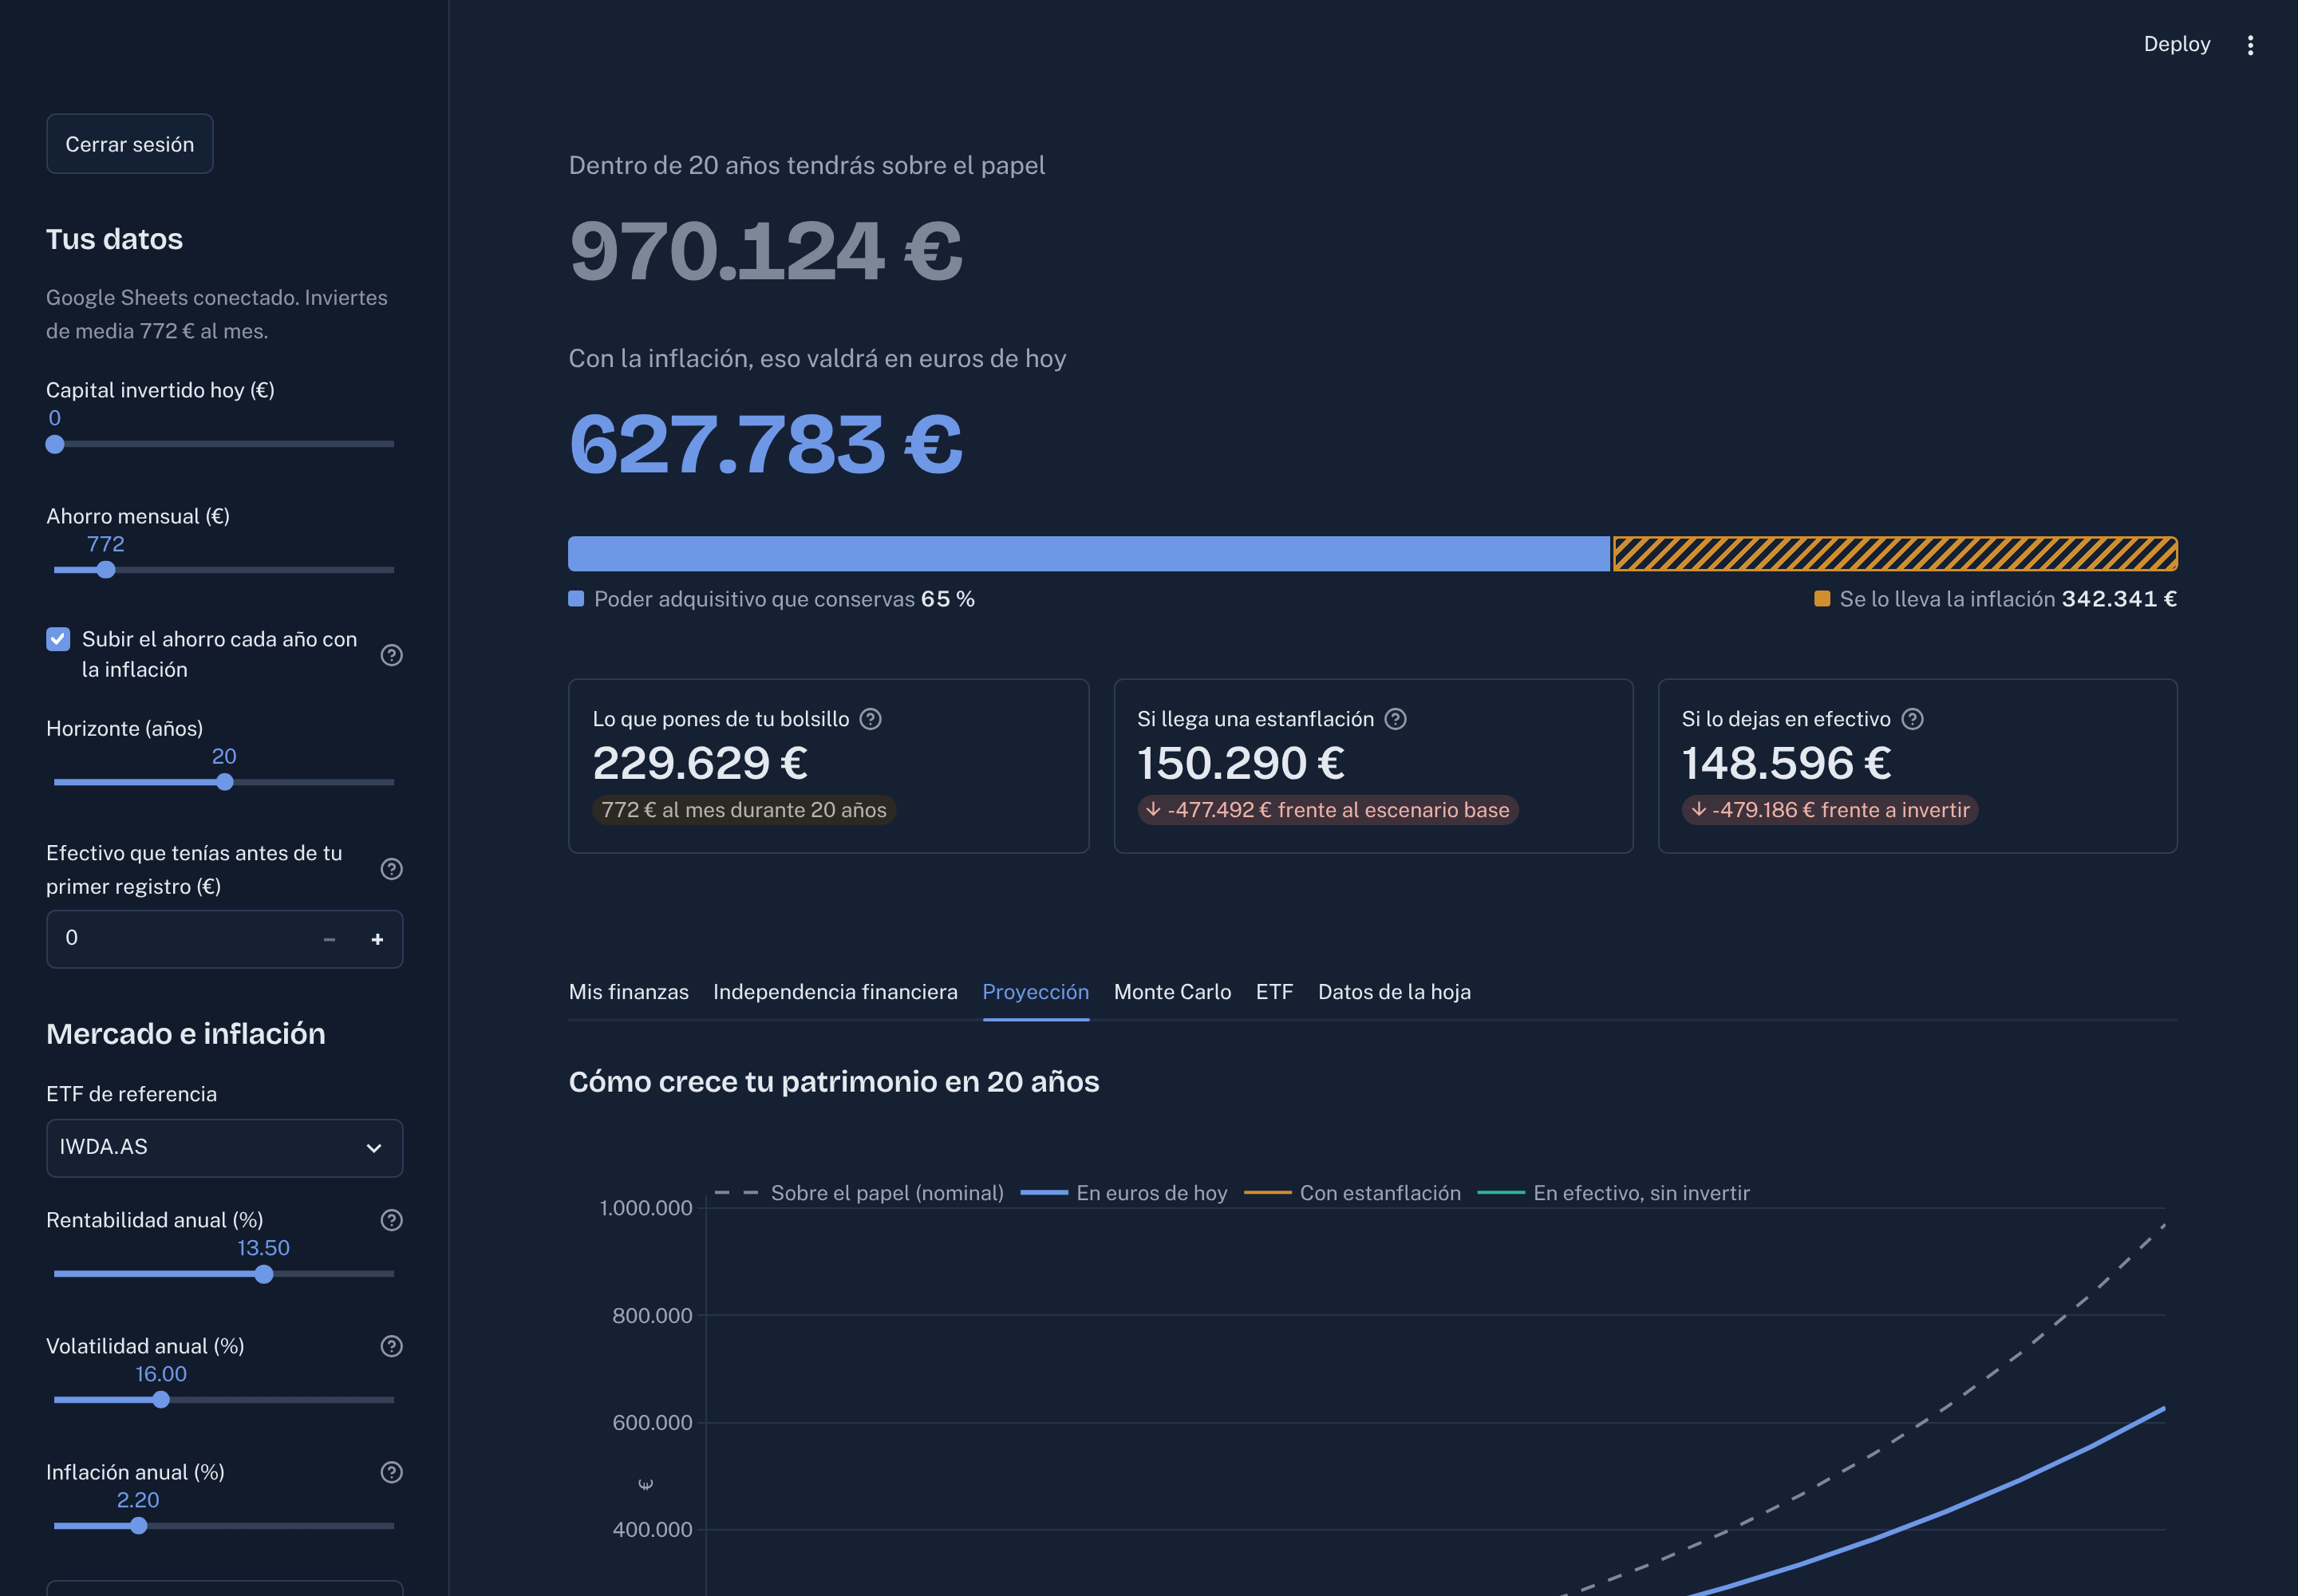 Deploy
Cerrar sesión
Tus datos
Google Sheets conectado. Inviertes
de media 772 € al mes.
Capital invertido hoy (€)
0
Ahorro mensual (€)
772
Subir el ahorro cada año con
la inflación
Horizonte (años)
20
Efectivo que tenías antes de tu
primer registro (€)
0
Mercado e inflación
ETF de referencia
IWDA.AS
Rentabilidad anual (%)
13.50
Volatilidad anual (%)
16.00
Inflación anual (%)
2.20
Dentro de 20 años tendrás sobre el papel
970.124 €
Con la inflación, eso valdrá en euros de hoy
627.783 €
Poder adquisitivo que conservas 65 %
Se lo lleva la inflación 342.341 €
Lo que pones de tu bolsillo
229.629 €
772 € al mes durante 20 años
Si llega una estanflación
150.290 €
↓ -477.492 € frente al escenario base
Si lo dejas en efectivo
148.596 €
↓ -479.186 € frente a invertir
Mis finanzas Independencia financiera Proyección Monte Carlo ETF Datos de la hoja
Cómo crece tu patrimonio en 20 años
Sobre el papel (nominal) En euros de hoy Con estanflación En efectivo, sin invertir
1.000.000
800.000
600.000
€
400.000